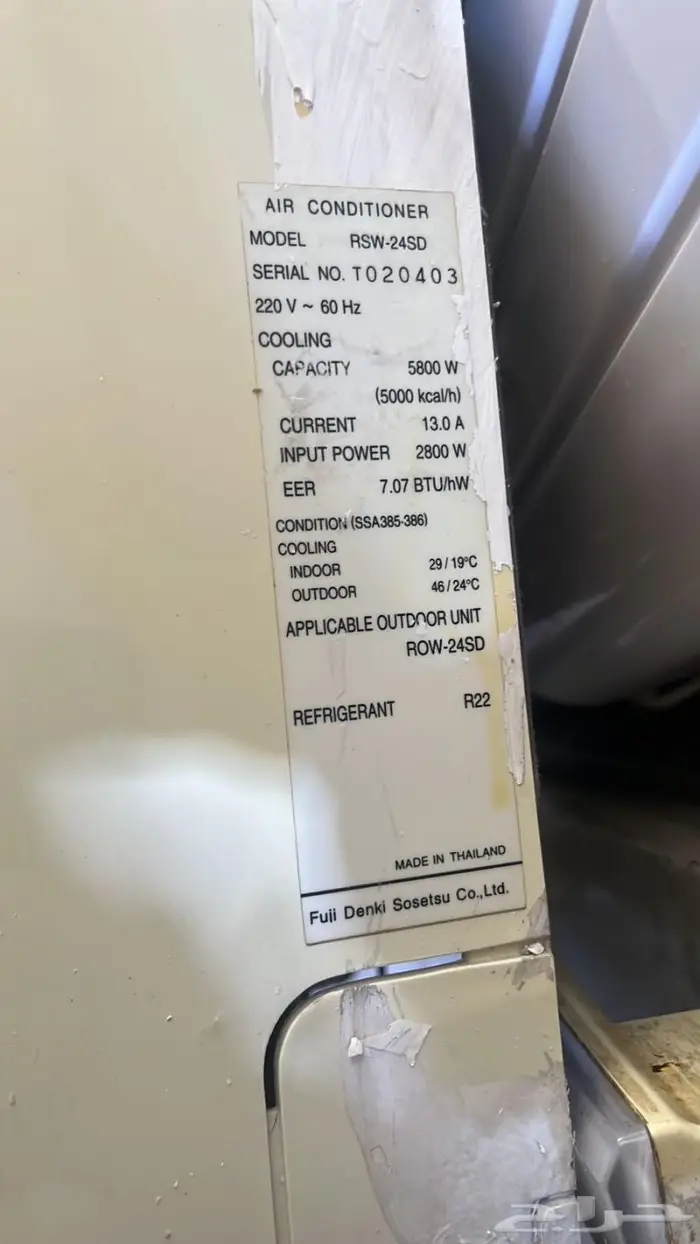 AIR CONDITIONER
MODEL RSW-24SD
SERIAL NO. T020403
220 V ~ 60 Hz
COOLING
CAPACITY 5800 W
(5000 kcal/h)
CURRENT 13.0 A
INPUT POWER 2800 W
EER 7.07 BTU/hW
CONDITION (SSA385-386)
COOLING
INDOOR 29 / 19°C
OUTDOOR 46 / 24°C
APPLICABLE OUTDOOR UNIT
ROW-24SD
REFRIGERANT R22
MADE IN THAILAND
Fuji Denki Sosetsu Co.,Ltd.
حراج